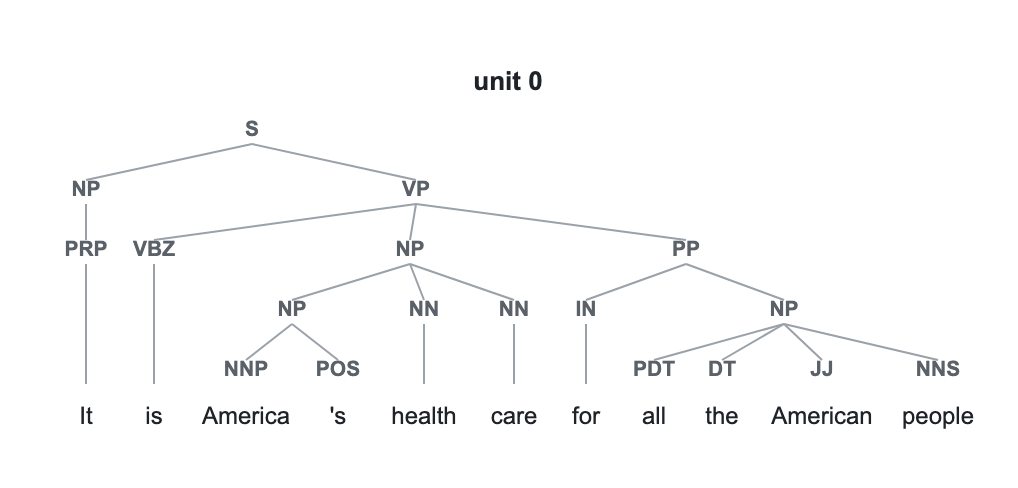 unit 0
S
NP VP
PRP VBZ NP PP
NP NN NN IN NP
NNP POS PDT DT JJ NNS
It is America 's health care for all the American people